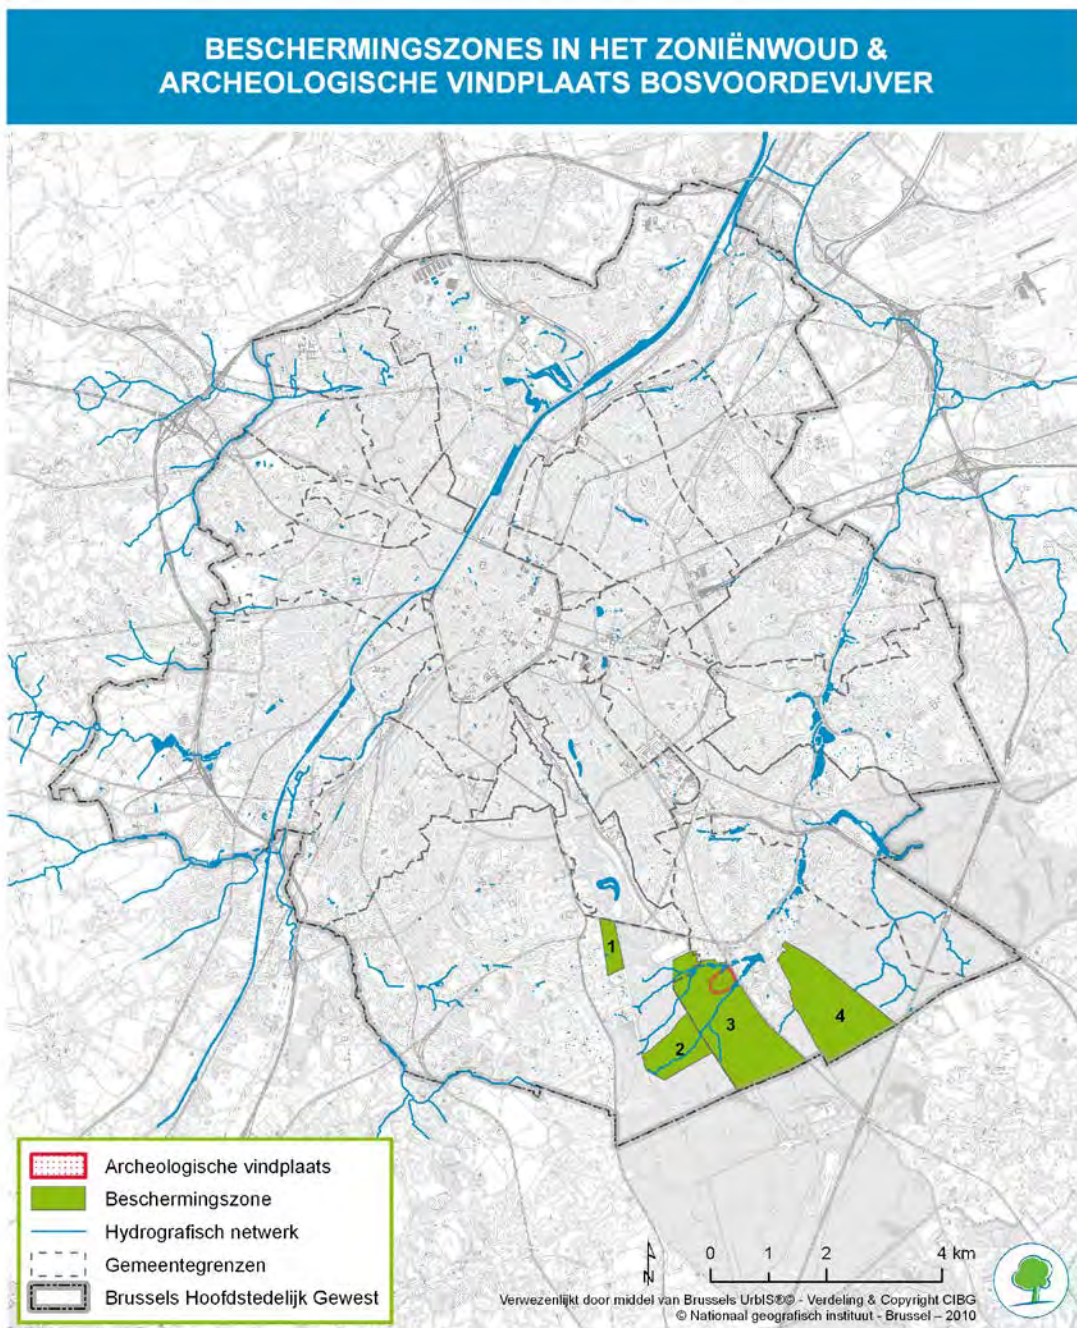 BESCHERMINGSZONES IN HET ZONIËNWOUD &
ARCHEOLOGISCHE VINDPLAATS BOSVOORDEVIJVER
1
2
3
4
Archeologische vindplaats
Beschermingszone
Hydrografisch netwerk
Gemeentegrenzen
Brussels Hoofdstedelijk Gewest
N
0 1 2 4 km
Verwezenlijkt door middel van Brussels UrbIS®© - Verdeling & Copyright CIBG
© Nationaal geografisch instituut - Brussel – 2010